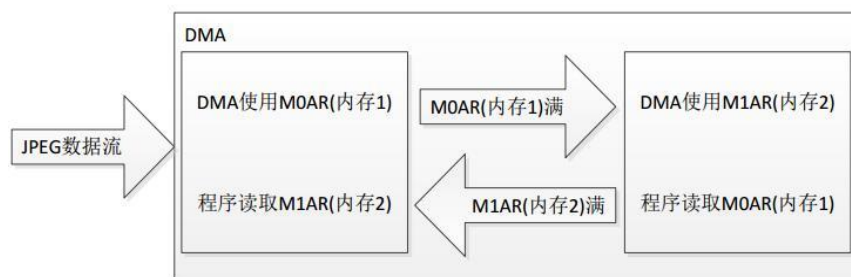 DMA
DMA使用M0AR(内存1)
M0AR(内存1)满
DMA使用M1AR(内存2)
JPEG数据流
程序读取M1AR(内存2)
M1AR(内存2)满
程序读取M0AR(内存1)